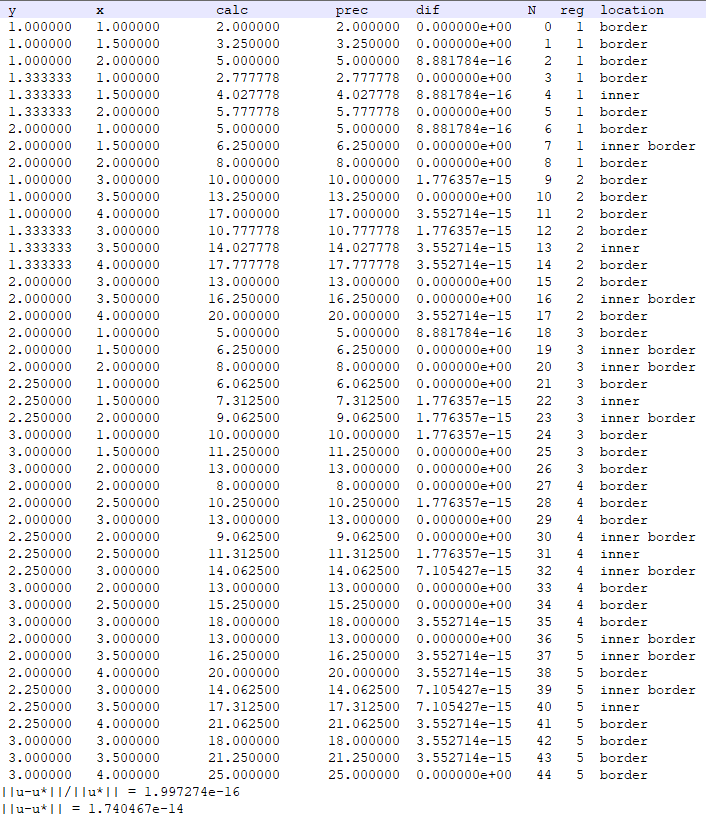 y x calc prec dif N reg location
1.000000 1.000000 2.000000 2.000000 0.000000e+00 0 1 border
1.000000 1.500000 3.250000 3.250000 0.000000e+00 1 1 border
1.000000 2.000000 5.000000 5.000000 8.881784e-16 2 1 border
1.333333 1.000000 2.777778 2.777778 0.000000e+00 3 1 border
1.333333 1.500000 4.027778 4.027778 8.881784e-16 4 1 inner
1.333333 2.000000 5.777778 5.777778 0.000000e+00 5 1 border
2.000000 1.000000 5.000000 5.000000 8.881784e-16 6 1 border
2.000000 1.500000 6.250000 6.250000 0.000000e+00 7 1 inner border
2.000000 2.000000 8.000000 8.000000 0.000000e+00 8 1 border
1.000000 3.000000 10.000000 10.000000 1.776357e-15 9 2 border
1.000000 3.500000 13.250000 13.250000 0.000000e+00 10 2 border
1.000000 4.000000 17.000000 17.000000 3.552714e-15 11 2 border
1.333333 3.000000 10.777778 10.777778 1.776357e-15 12 2 border
1.333333 3.500000 14.027778 14.027778 3.552714e-15 13 2 inner
1.333333 4.000000 17.777778 17.777778 3.552714e-15 14 2 border
2.000000 3.000000 13.000000 13.000000 0.000000e+00 15 2 border
2.000000 3.500000 16.250000 16.250000 0.000000e+00 16 2 inner border
2.000000 4.000000 20.000000 20.000000 3.552714e-15 17 2 border
2.000000 1.000000 5.000000 5.000000 8.881784e-16 18 3 border
2.000000 1.500000 6.250000 6.250000 0.000000e+00 19 3 inner border
2.000000 2.000000 8.000000 8.000000 0.000000e+00 20 3 inner border
2.250000 1.000000 6.062500 6.062500 0.000000e+00 21 3 border
2.250000 1.500000 7.312500 7.312500 1.776357e-15 22 3 inner
2.250000 2.000000 9.062500 9.062500 1.776357e-15 23 3 inner border
3.000000 1.000000 10.000000 10.000000 1.776357e-15 24 3 border
3.000000 1.500000 11.250000 11.250000 0.000000e+00 25 3 border
3.000000 2.000000 13.000000 13.000000 0.000000e+00 26 3 border
2.000000 2.000000 8.000000 8.000000 0.000000e+00 27 4 border
2.000000 2.500000 10.250000 10.250000 1.776357e-15 28 4 border
2.000000 3.000000 13.000000 13.000000 0.000000e+00 29 4 border
2.250000 2.000000 9.062500 9.062500 0.000000e+00 30 4 inner border
2.250000 2.500000 11.312500 11.312500 1.776357e-15 31 4 inner
2.250000 3.000000 14.062500 14.062500 7.105427e-15 32 4 inner border
3.000000 2.000000 13.000000 13.000000 0.000000e+00 33 4 border
3.000000 2.500000 15.250000 15.250000 0.000000e+00 34 4 border
3.000000 3.000000 18.000000 18.000000 3.552714e-15 35 4 border
2.000000 3.000000 13.000000 13.000000 0.000000e+00 36 5 inner border
2.000000 3.500000 16.250000 16.250000 3.552714e-15 37 5 inner border
2.000000 4.000000 20.000000 20.000000 3.552714e-15 38 5 border
2.250000 3.000000 14.062500 14.062500 7.105427e-15 39 5 inner border
2.250000 3.500000 17.312500 17.312500 7.105427e-15 40 5 inner
2.250000 4.000000 21.062500 21.062500 3.552714e-15 41 5 border
3.000000 3.000000 18.000000 18.000000 3.552714e-15 42 5 border
3.000000 3.500000 21.250000 21.250000 3.552714e-15 43 5 border
3.000000 4.000000 25.000000 25.000000 0.000000e+00 44 5 border
||u-u*||/||u*|| = 1.997274e-16
||u-u*|| = 1.740467e-14